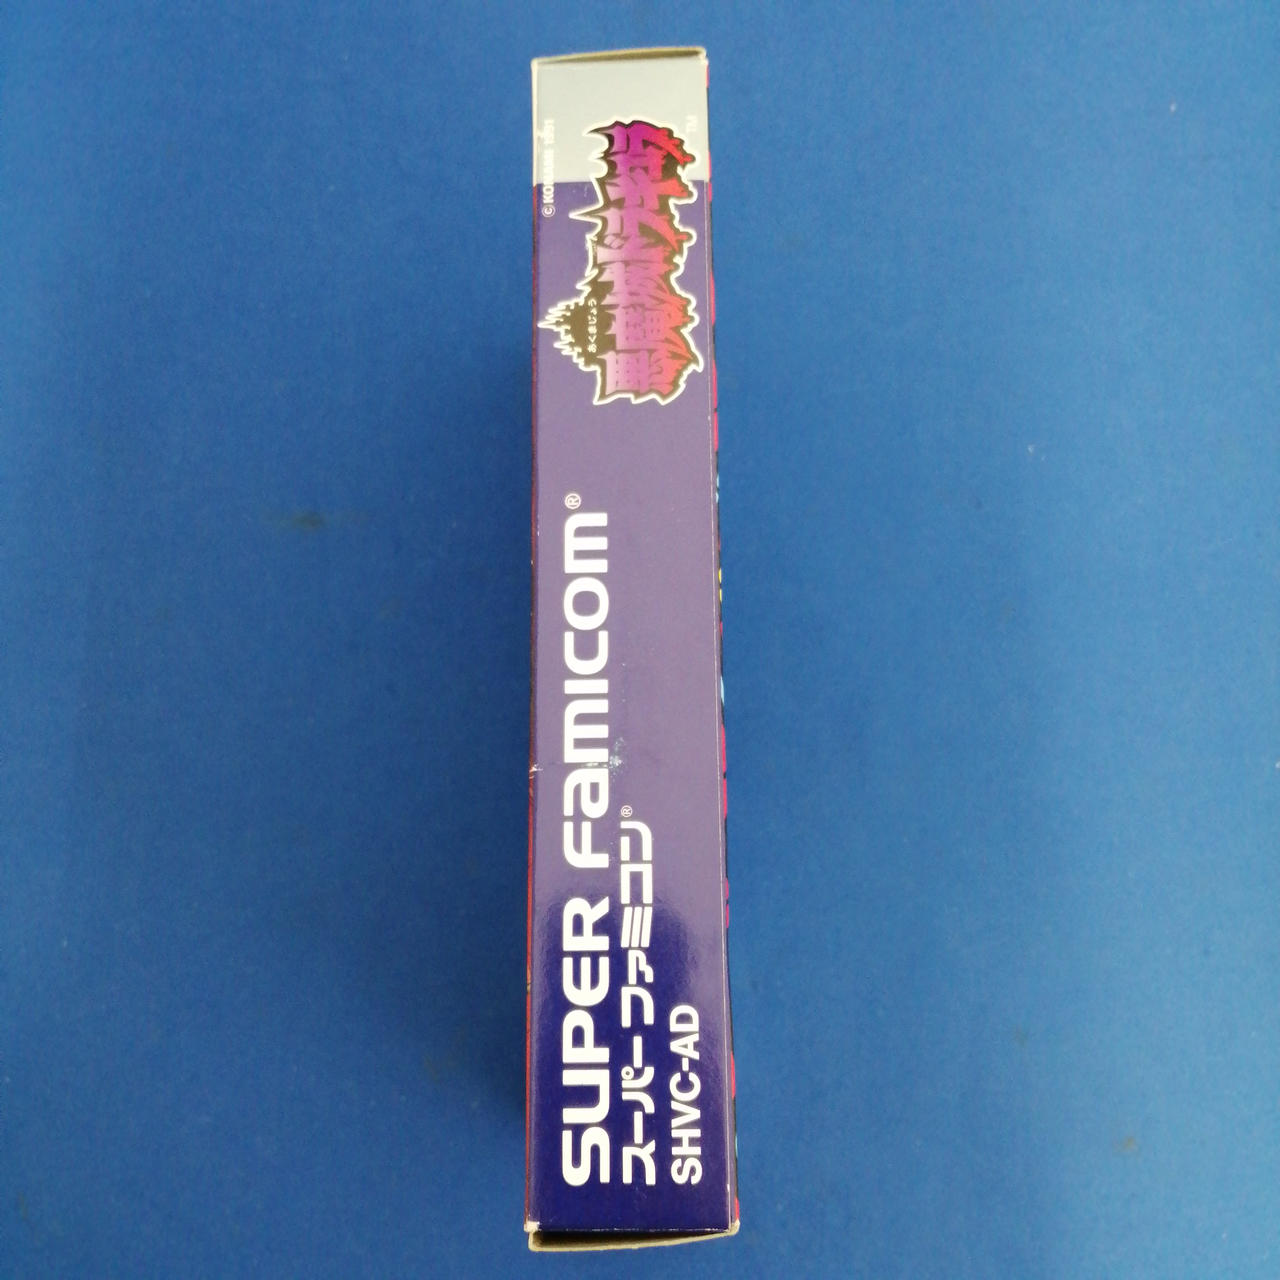 SUPER FAMICOM®
スーパーファミコン®
SHVC-AD
© KONAMI 1991
あくまじょう
悪魔城ドラキュラ
TM